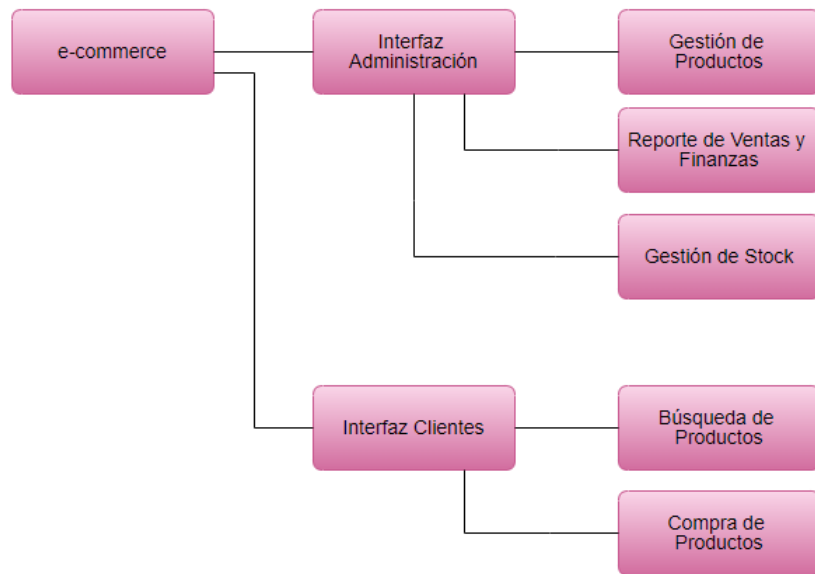 e-commerce
Interfaz
Administración
Gestión de
Productos
Reporte de Ventas y
Finanzas
Gestión de Stock
Interfaz Clientes
Búsqueda de
Productos
Compra de
Productos